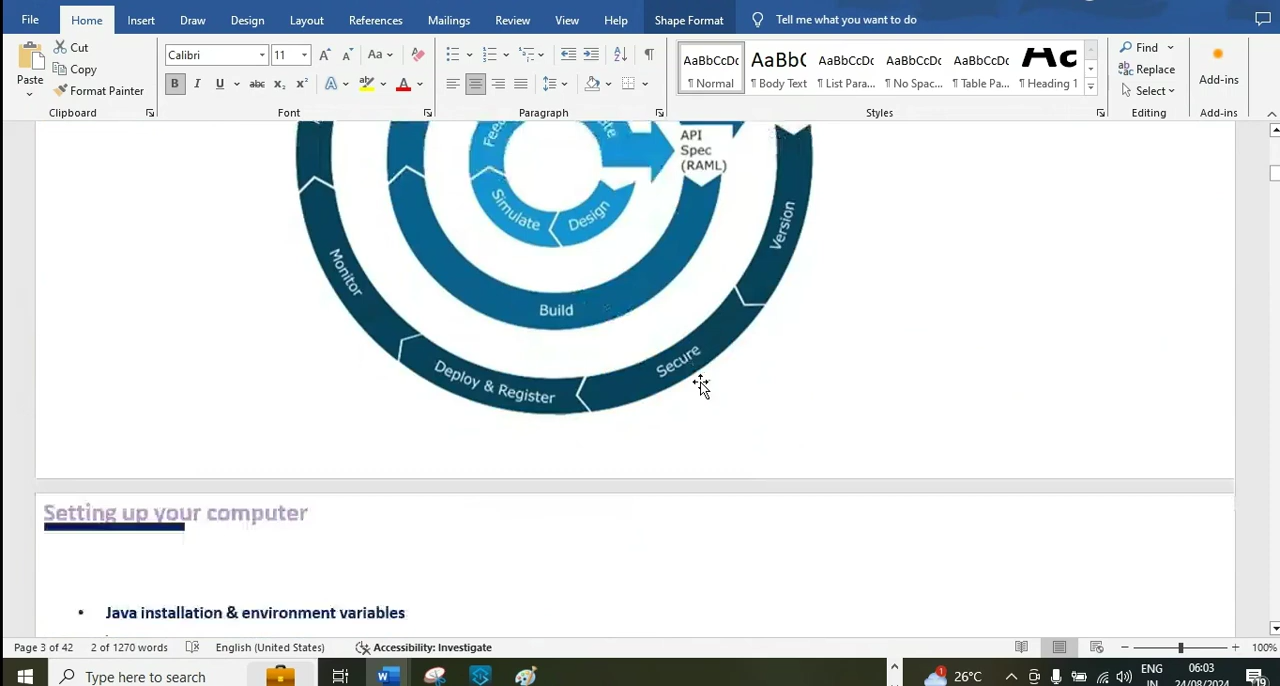 File Home Insert Draw Design Layout References Mailings Review View Help Shape Format Tell me what you want to do
Paste
Cut
Copy
Format Painter
Clipboard
Calibri 11
Aa
Font
Paragraph
AaBbCcDc AaBbC AaBbCcDc AaBbCcDc AaBbCcDc AaC
¶ Normal ¶ Body Text ¶ List Para... ¶ No Spac... ¶ Table Pa... ¶ Heading 1
Styles
Find
Replace
Select
Editing
Add-ins
Add-ins
API
Spec
(RAML)
Simulate
Design
Version
Monitor
Build
Secure
Deploy & Register
Setting up your computer
• Java installation & environment variables
Page 3 of 42 2 of 1270 words English (United States) Accessibility: Investigate 100%
Type here to search
26°C
ENG
IN
06:03
24/08/2024